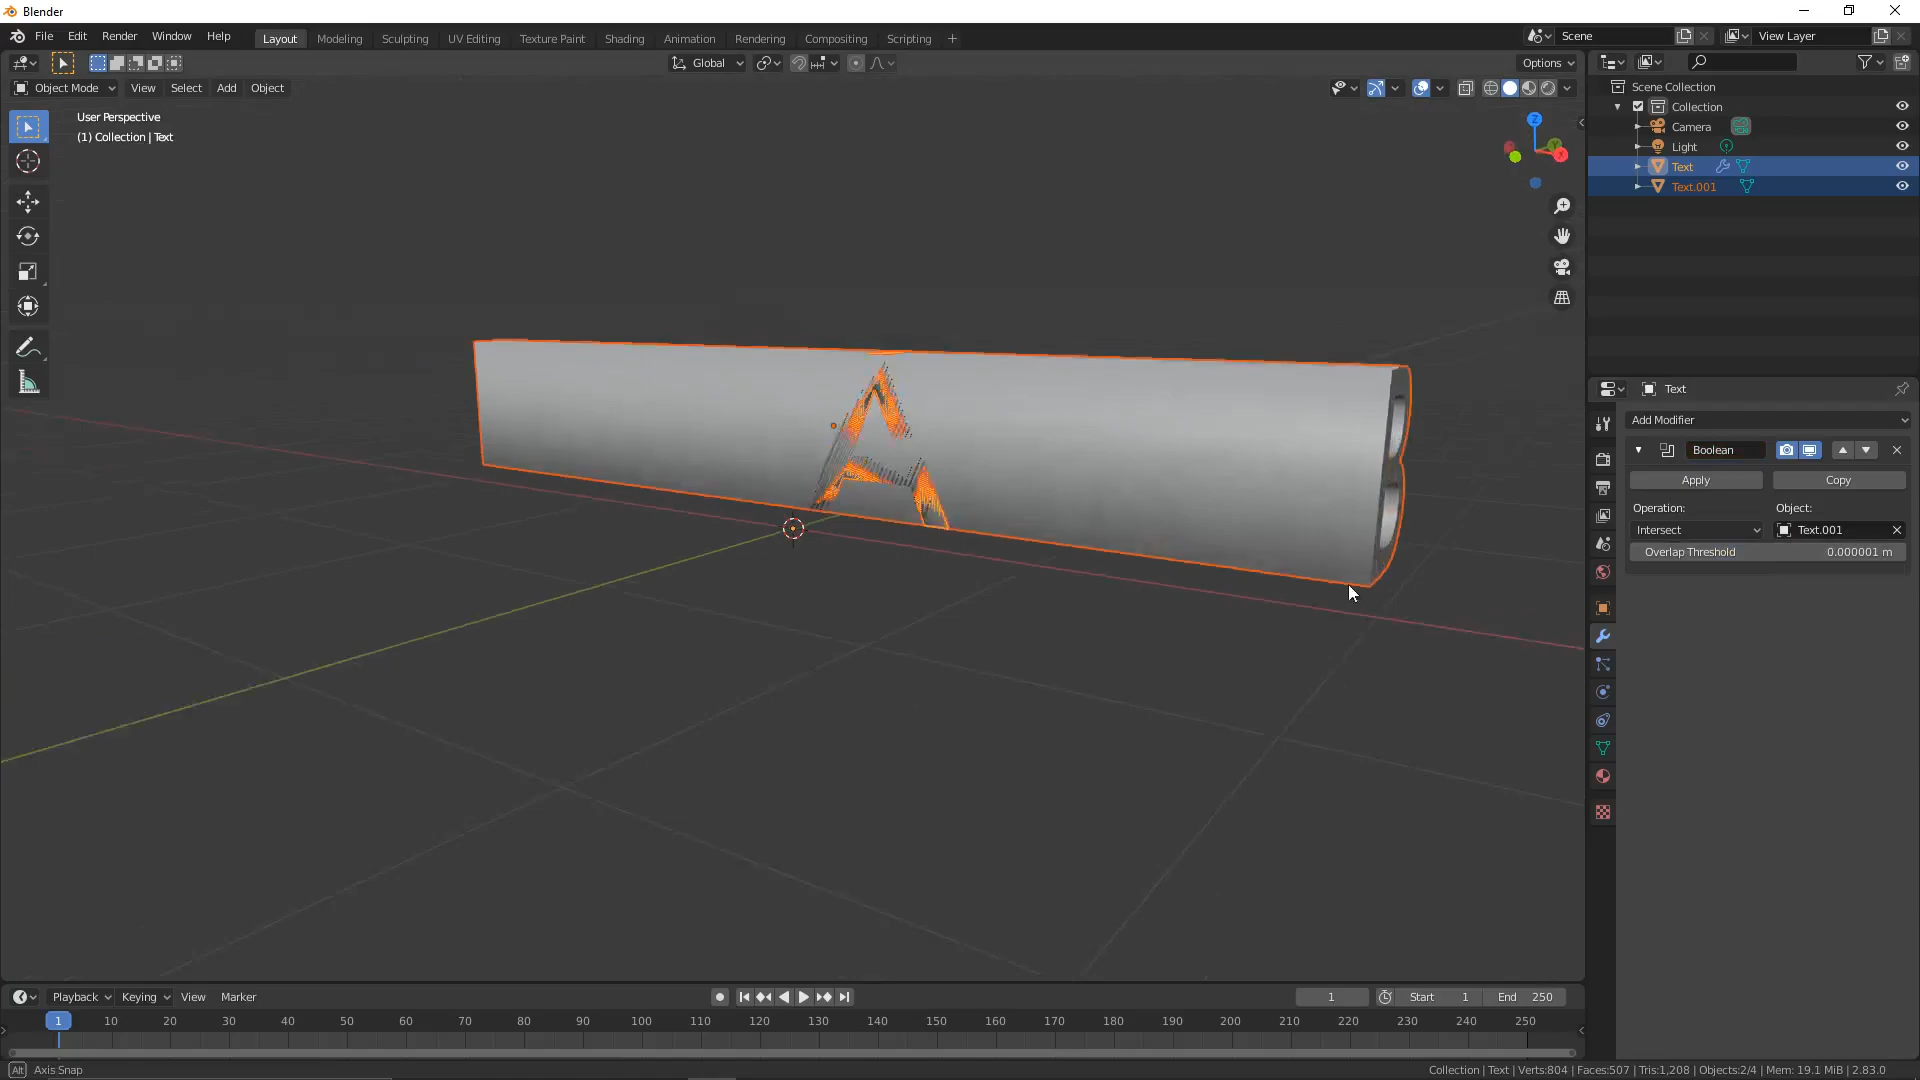 Blender
File Edit Render Window Help Layout Modeling Sculpting UV Editing Texture Paint Shading Animation Rendering Compositing Scripting + Scene View Layer
Global Options
Object Mode View Select Add Object
User Perspective
(1) Collection | Text
Z
Y
X
Scene Collection
Collection
Camera
Light
Text
Text.001
Text
Add Modifier
Boolean
Apply Copy
Operation: Object:
Intersect Text.001
Overlap Threshold 0.000001 m
A
Playback Keying View Marker 1 Start 1 End 250
1 10 20 30 40 50 60 70 80 90 100 110 120 130 140 150 160 170 180 190 200 210 220 230 240 250
Alt Axis Snap Collection | Text | Verts:804 | Faces:507 | Tris:1,208 | Objects:2/4 | Mem: 19.1 MiB | 2.83.0